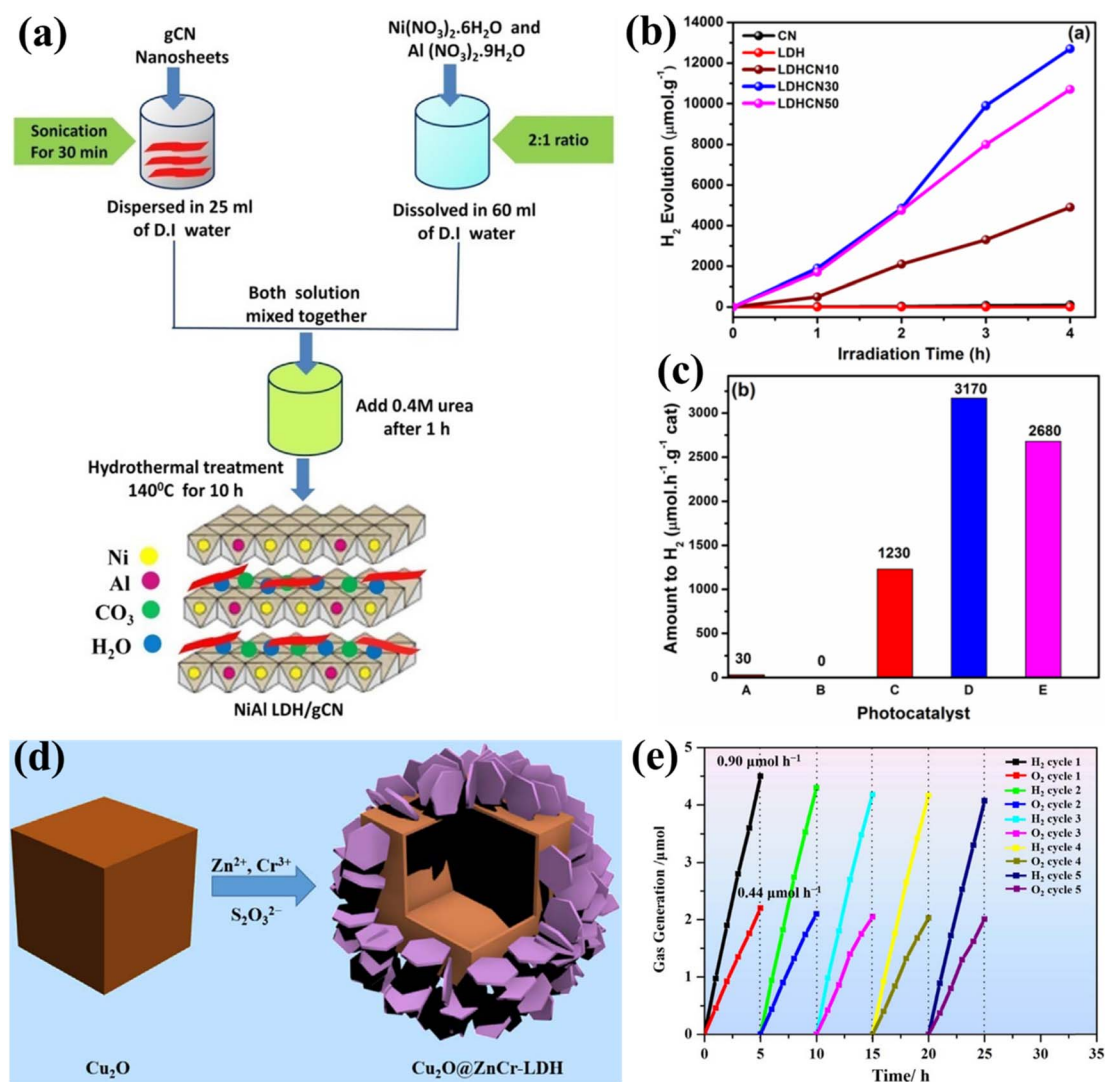 (a)
gCN
Nanosheets
Ni(NO₃)₂.6H₂O and
Al (NO₃)₂.9H₂O
Sonication
For 30 min
2:1 ratio
Dispersed in 25 ml
of D.I water
Dissolved in 60 ml
of D.I water
Both solution
mixed together
Add 0.4M urea
after 1 h
Hydrothermal treatment
140⁰C for 10 h
Ni
Al
CO₃
H₂O
NiAl LDH/gCN
(b)
(a)
CN
LDH
LDHCN10
LDHCN30
LDHCN50
H₂ Evolution (μmol.g⁻¹)
14000
12000
10000
8000
6000
4000
2000
0
0 1 2 3 4
Irradiation Time (h)
(c)
(b)
Amount to H₂ (μmol.h⁻¹.g⁻¹ cat)
3000
2500
2000
1500
1000
500
0
30
0
1230
3170
2680
A B C D E
Photocatalyst
(d)
Zn²⁺, Cr³⁺
S₂O₃²⁻
Cu₂O
Cu₂O@ZnCr-LDH
(e)
0.90 μmol h⁻¹
0.44 μmol h⁻¹
H₂ cycle 1
O₂ cycle 1
H₂ cycle 2
O₂ cycle 2
H₂ cycle 3
O₂ cycle 3
H₂ cycle 4
O₂ cycle 4
H₂ cycle 5
O₂ cycle 5
Gas Generation /μmol
5
4
3
2
1
0
0 5 10 15 20 25 30 35
Time/ h